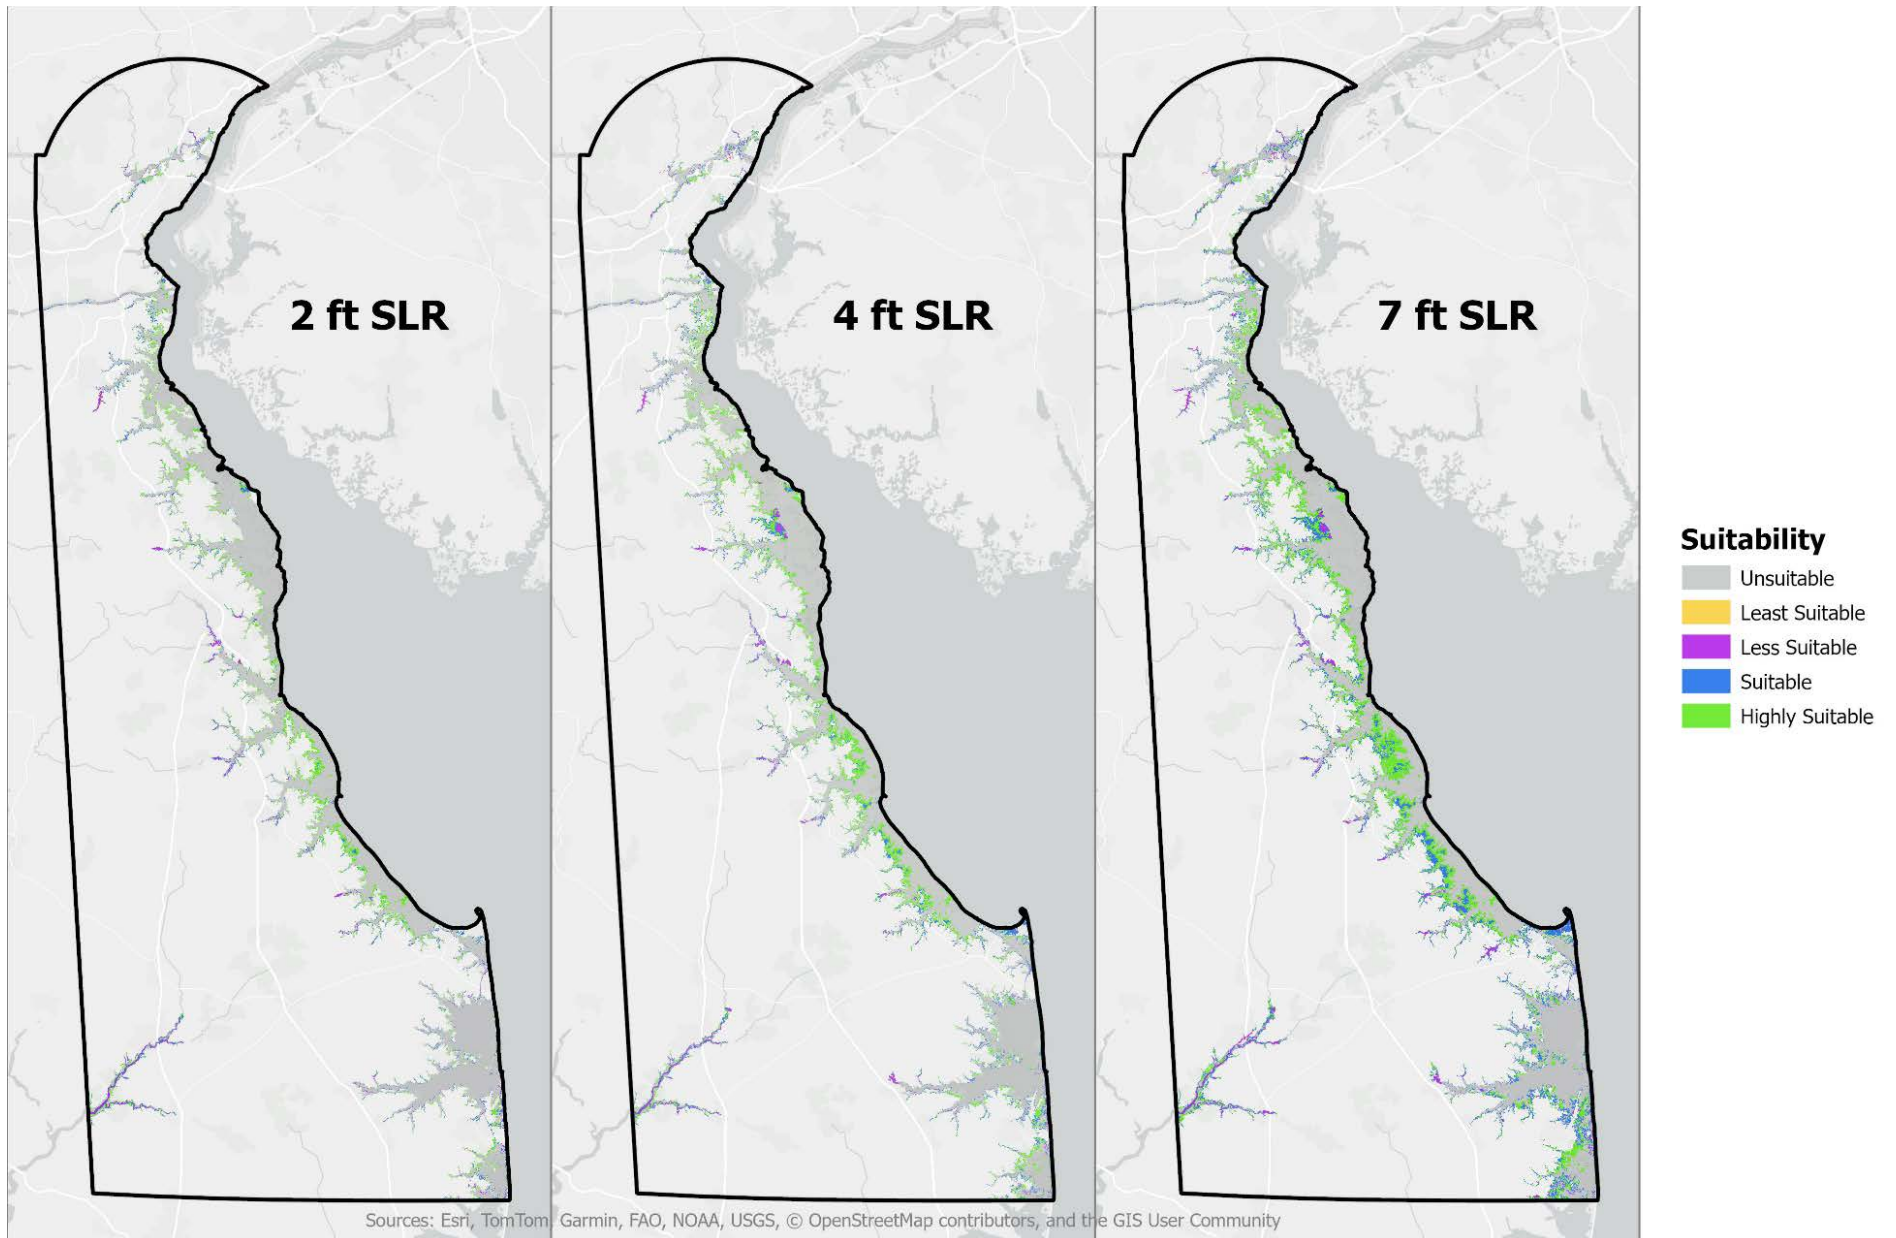 2 ft SLR
4 ft SLR
7 ft SLR
Suitability
Unsuitable
Least Suitable
Less Suitable
Suitable
Highly Suitable
Sources: Esri, TomTom, Garmin, FAO, NOAA, USGS, © OpenStreetMap contributors, and the GIS User Community